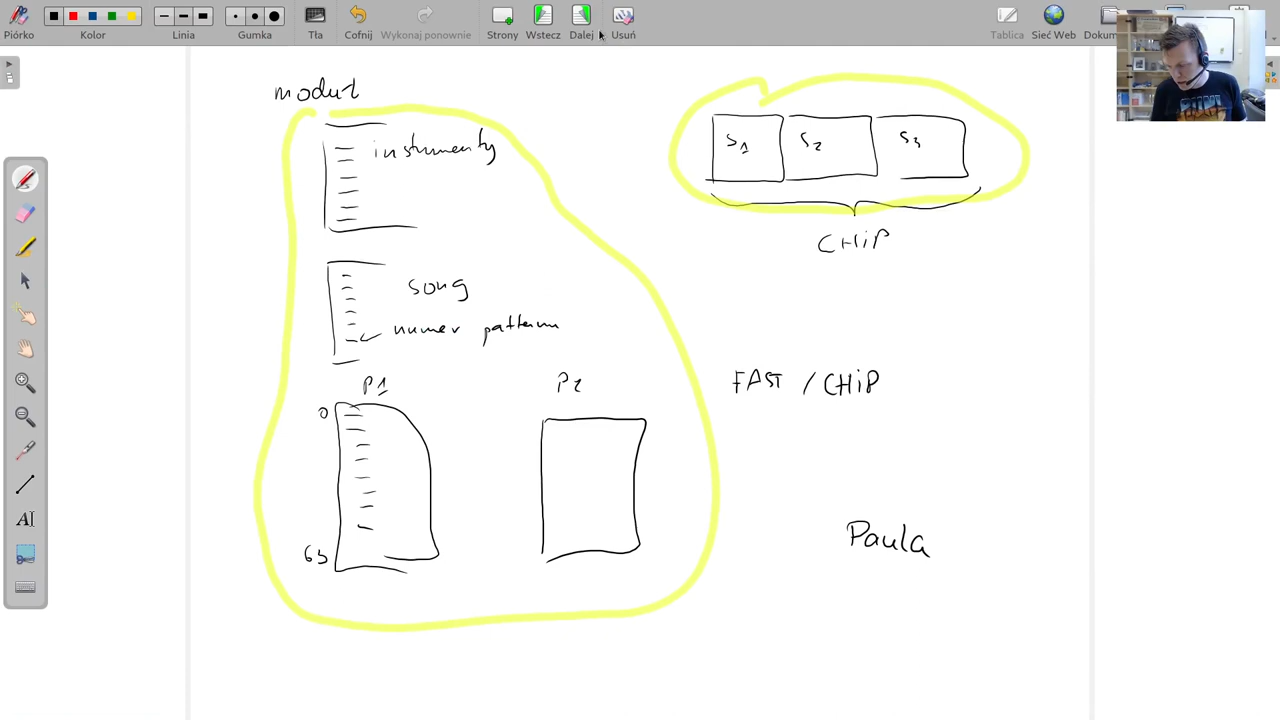 Piórko
Kolor
Linia
Gumka
Tła
Cofnij
Wykonaj ponownie
Strony
Wstecz
Dalej
Usuń
Tablica
Sieć Web
moduł
instrumenty
song
numer patternu
P1
0
63
P2
S1
S2
S3
CHiP
FAST / CHiP
Paula